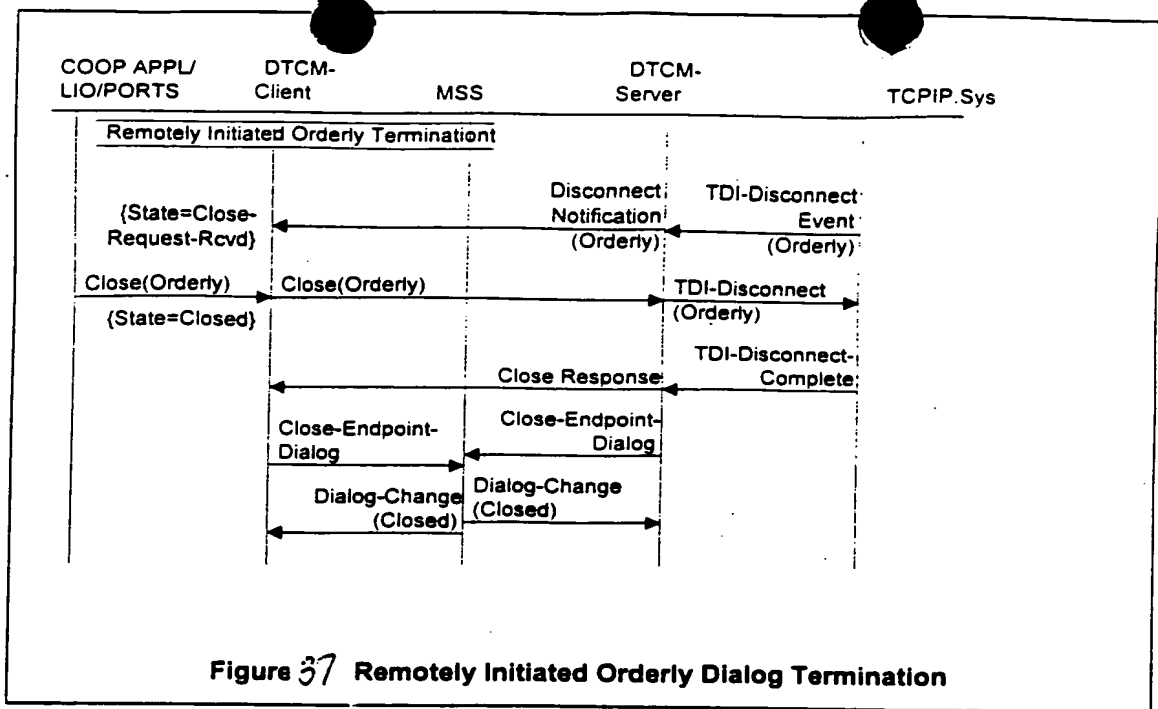 COOP APPL/
LIO/PORTS
DTCM-
Client
MSS
DTCM-
Server
TCPIP.Sys
Remotely Initiated Orderly Terminationt
{State=Close-
Request-Rcvd}
Disconnect
Notification
(Orderly)
TDI-Disconnect
Event
(Orderly)
Close(Orderly)
{State=Closed}
Close(Orderly)
TDI-Disconnect
(Orderly)
TDI-Disconnect-
Complete
Close Response
Close-Endpoint-
Dialog
Close-Endpoint-
Dialog
Dialog-Change
(Closed)
Dialog-Change
(Closed)
Figure 37 Remotely Initiated Orderly Dialog Termination